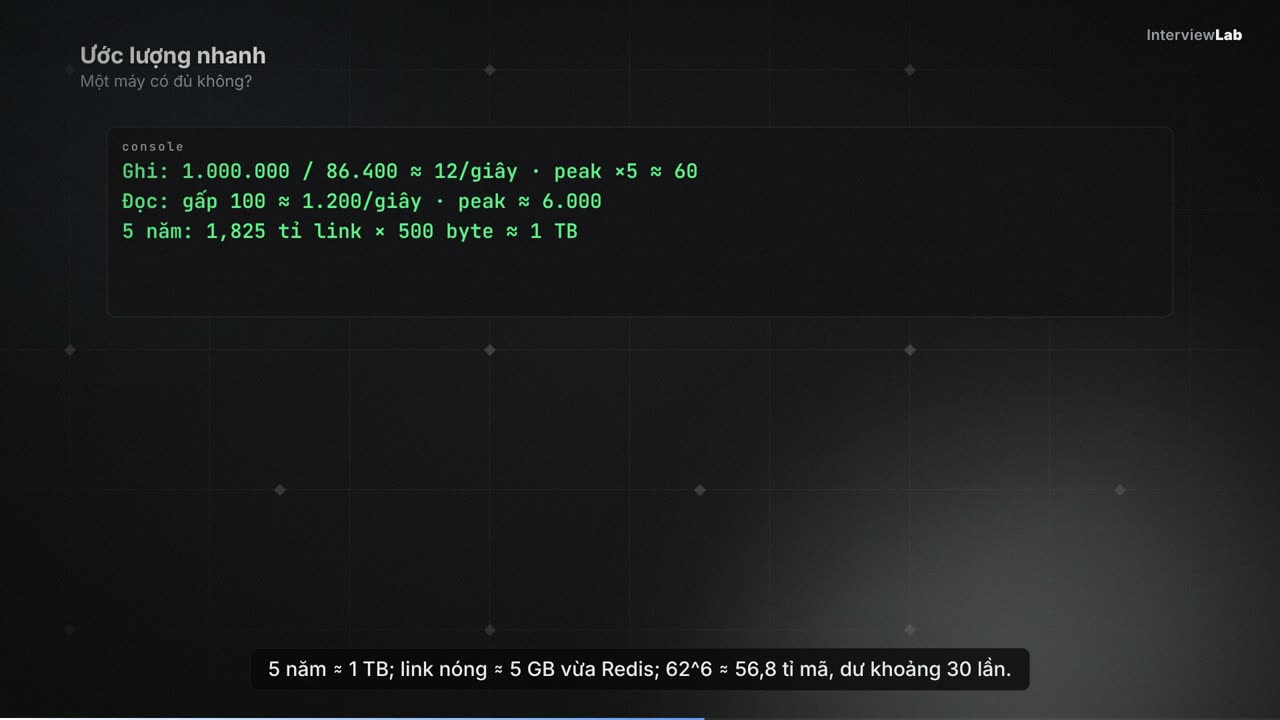 InterviewLab
Ước lượng nhanh
Một máy có đủ không?
console
Ghi: 1.000.000 / 86.400 ≈ 12/giây · peak ×5 ≈ 60
Đọc: gấp 100 ≈ 1.200/giây · peak ≈ 6.000
5 năm: 1,825 tỉ link × 500 byte ≈ 1 TB
5 năm ≈ 1 TB; link nóng ≈ 5 GB vừa Redis; 62^6 ≈ 56,8 tỉ mã, dư khoảng 30 lần.